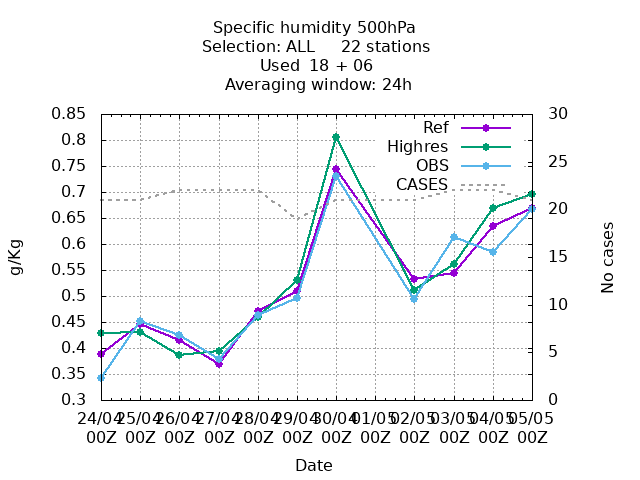 Specific humidity 500hPa
Selection: ALL     22 stations
Used  18 + 06
Averaging window: 24h
0.85
0.8
0.75
0.7
0.65
0.6
0.55
0.5
0.45
0.4
0.35
0.3
30
25
20
15
10
5
0
Ref
Highres
OBS
CASES
g/Kg
No cases
24/04 25/04 26/04 27/04 28/04 29/04 30/04 01/05 02/05 03/05 04/05 05/05
00Z 00Z 00Z 00Z 00Z 00Z 00Z 00Z 00Z 00Z 00Z 00Z
Date